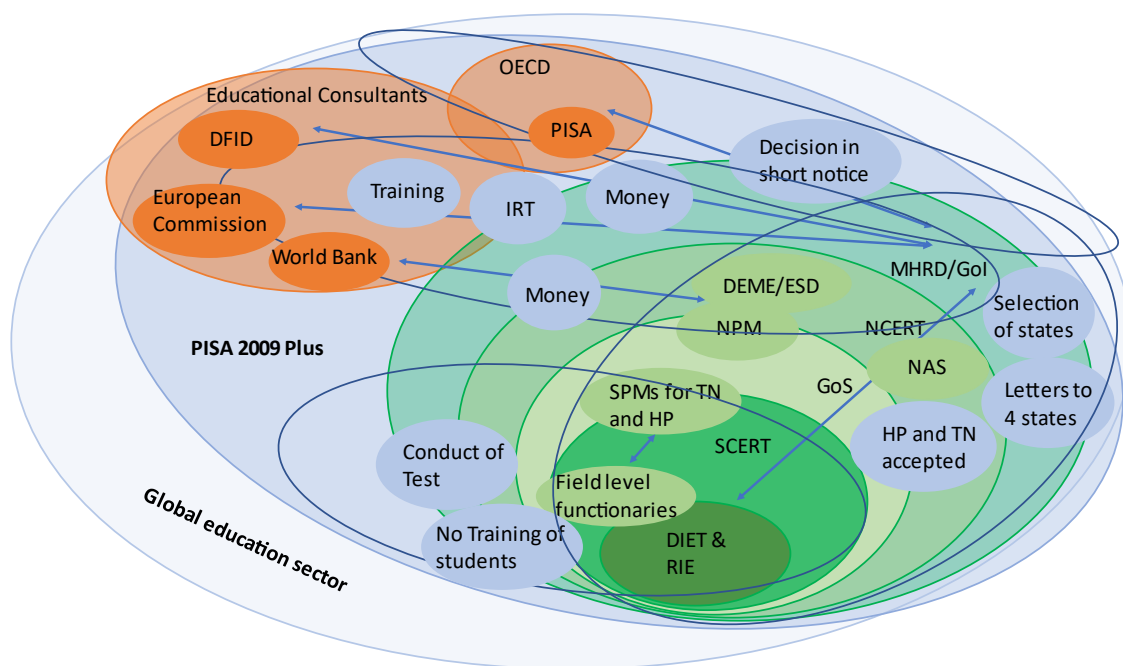 OECD
Educational Consultants
DFID
PISA
Decision in
short notice
Training
European
Commission
IRT
Money
World Bank
MHRD/GoI
DEME/ESD
Money
Selection
of states
NPM
NCERT
PISA 2009 Plus
NAS
GoS
SPMs for TN
and HP
Letters to
4 states
HP and TN
accepted
SCERT
Conduct of
Test
Field level
functionaries
Global education sector
No Training of
students
DIET &
RIE